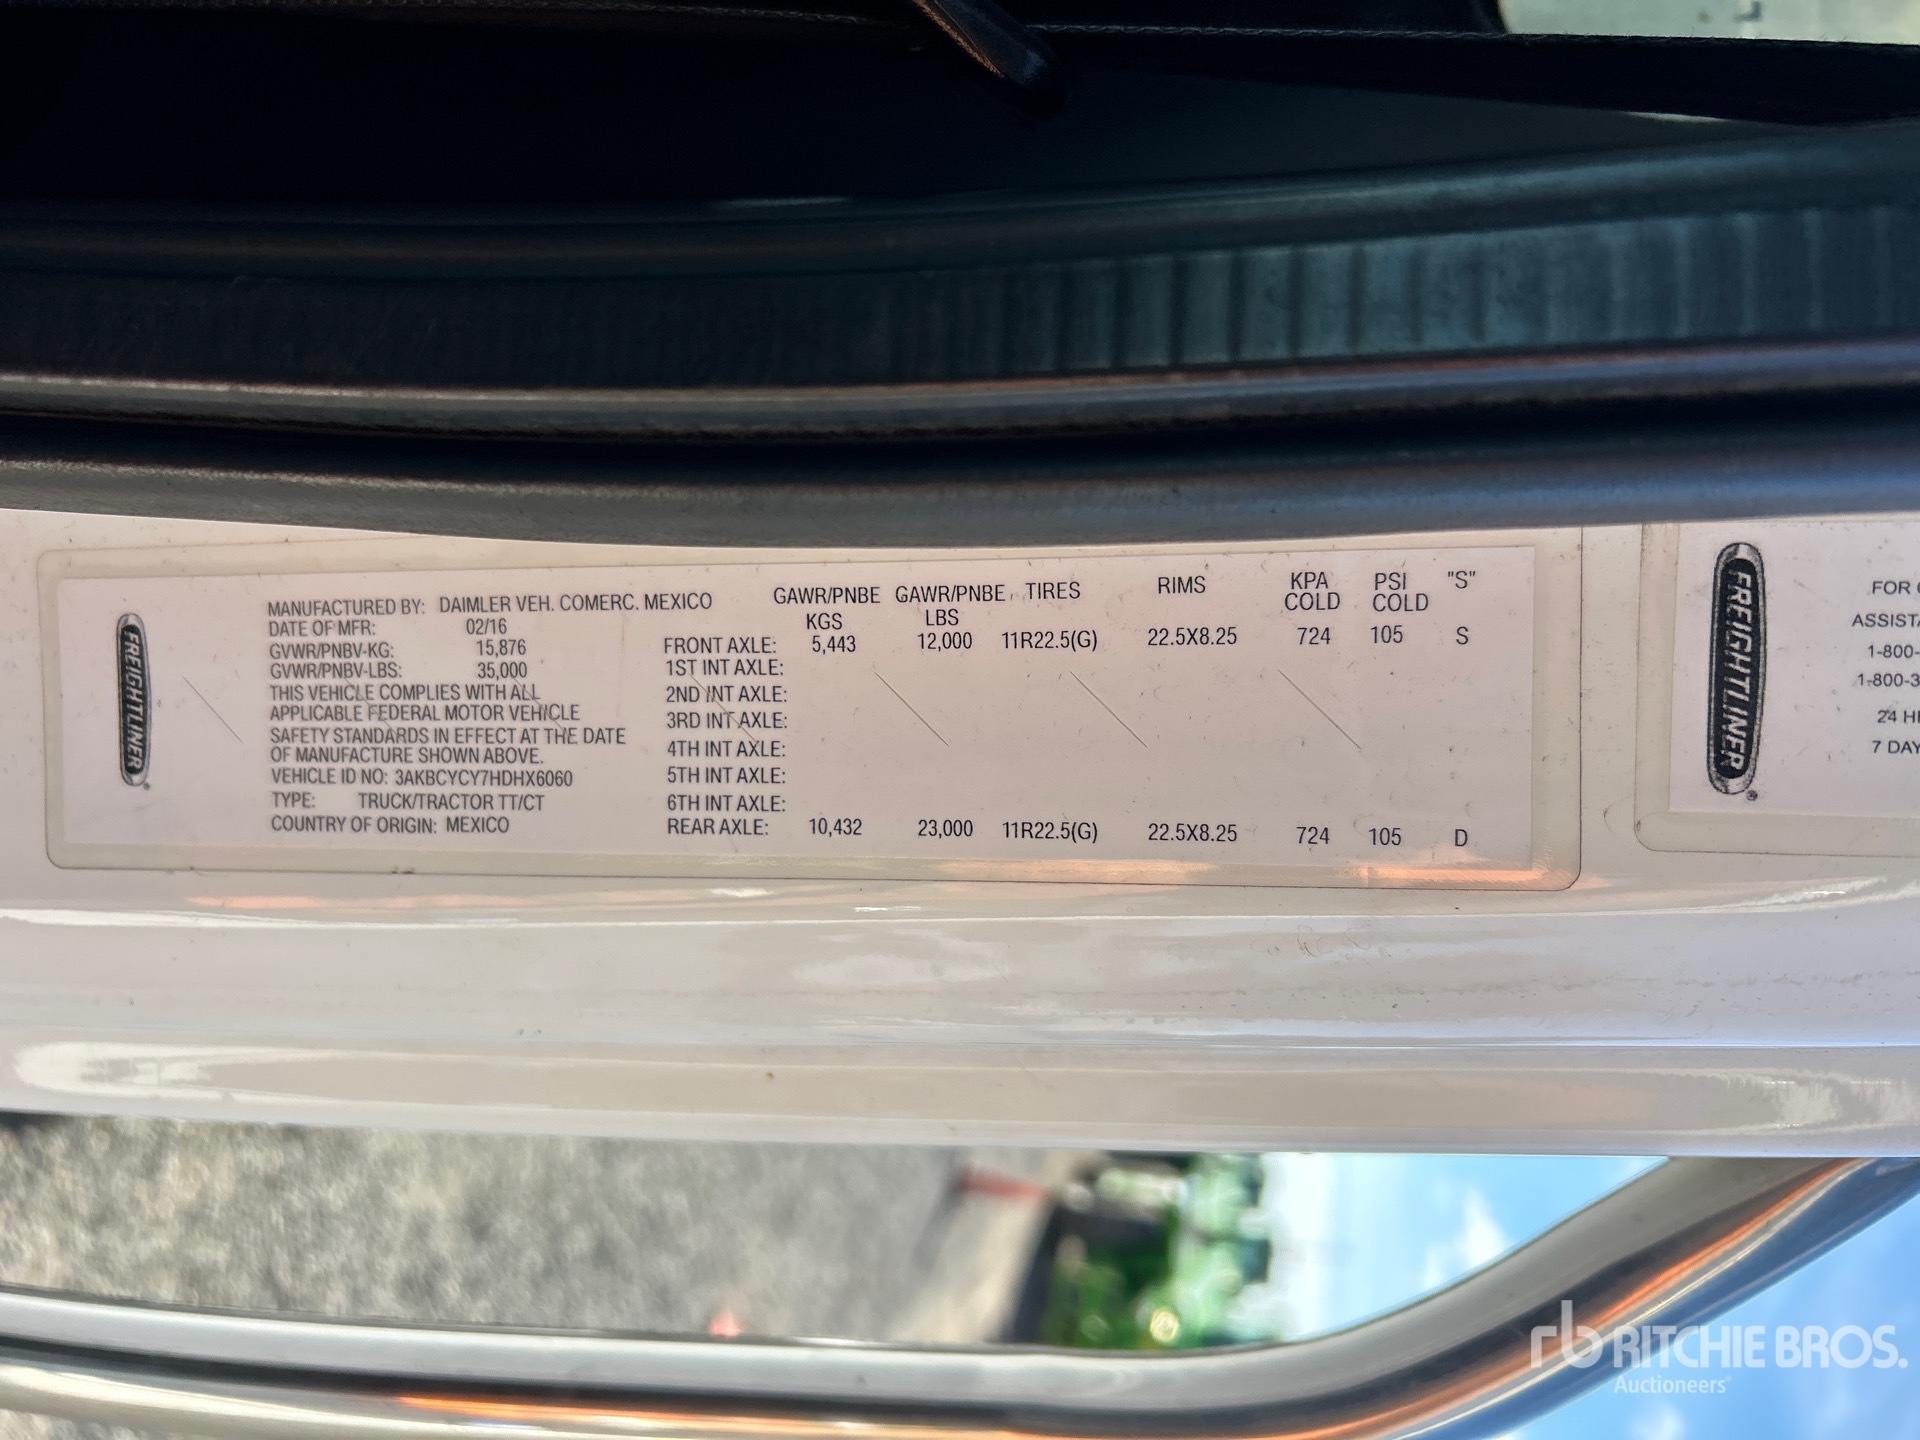 FREIGHTLINER
MANUFACTURED BY: DAIMLER VEH. COMERC. MEXICO
DATE OF MFR: 02/16
GVWR/PNBV-KG: 15,876
GVWR/PNBV-LBS: 35,000
THIS VEHICLE COMPLIES WITH ALL
APPLICABLE FEDERAL MOTOR VEHICLE
SAFETY STANDARDS IN EFFECT AT THE DATE
OF MANUFACTURE SHOWN ABOVE.
VEHICLE ID NO: 3AKBCYCY7HDHX6060
TYPE: TRUCK/TRACTOR TT/CT
COUNTRY OF ORIGIN: MEXICO
GAWR/PNBE GAWR/PNBE TIRES RIMS KPA PSI "S"
KGS LBS COLD COLD
FRONT AXLE: 5,443 12,000 11R22.5(G) 22.5X8.25 724 105 S
1ST INT AXLE:
2ND INT AXLE:
3RD INT AXLE:
4TH INT AXLE:
5TH INT AXLE:
6TH INT AXLE:
REAR AXLE: 10,432 23,000 11R22.5(G) 22.5X8.25 724 105 D
FREIGHTLINER
FOR
ASSISTA
1-800-
1-800-3
24 H
7 DAY
rb RITCHIE BROS.
Auctioneers